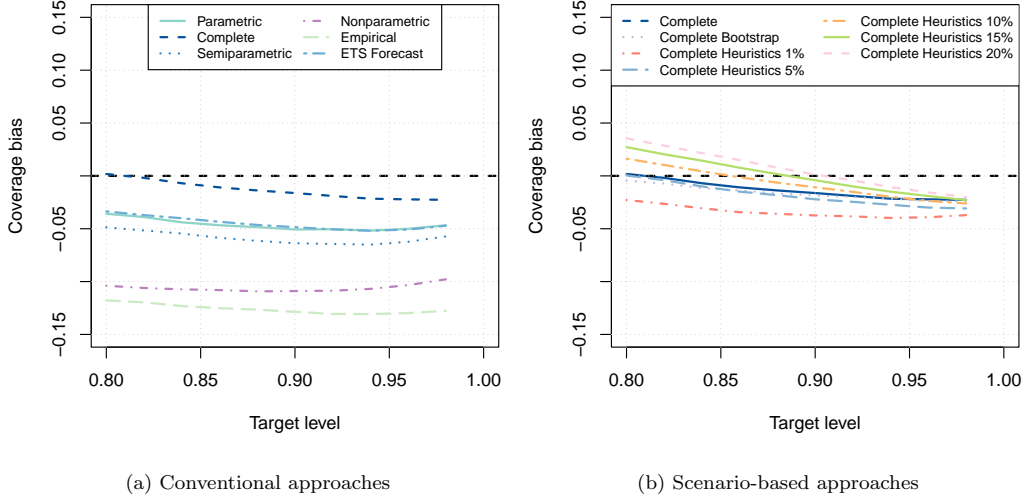 Parametric
Complete
Semiparametric
Nonparametric
Empirical
ETS Forecast
Coverage bias
0.15
0.10
0.05
0
−0.05
−0.15
0.80 0.85 0.90 0.95 1.00
Target level
(a) Conventional approaches
Complete
Complete Bootstrap
Complete Heuristics 1%
Complete Heuristics 5%
Complete Heuristics 10%
Complete Heuristics 15%
Complete Heuristics 20%
Coverage bias
0.15
0.10
0.05
0
−0.05
−0.15
0.80 0.85 0.90 0.95 1.00
Target level
(b) Scenario-based approaches